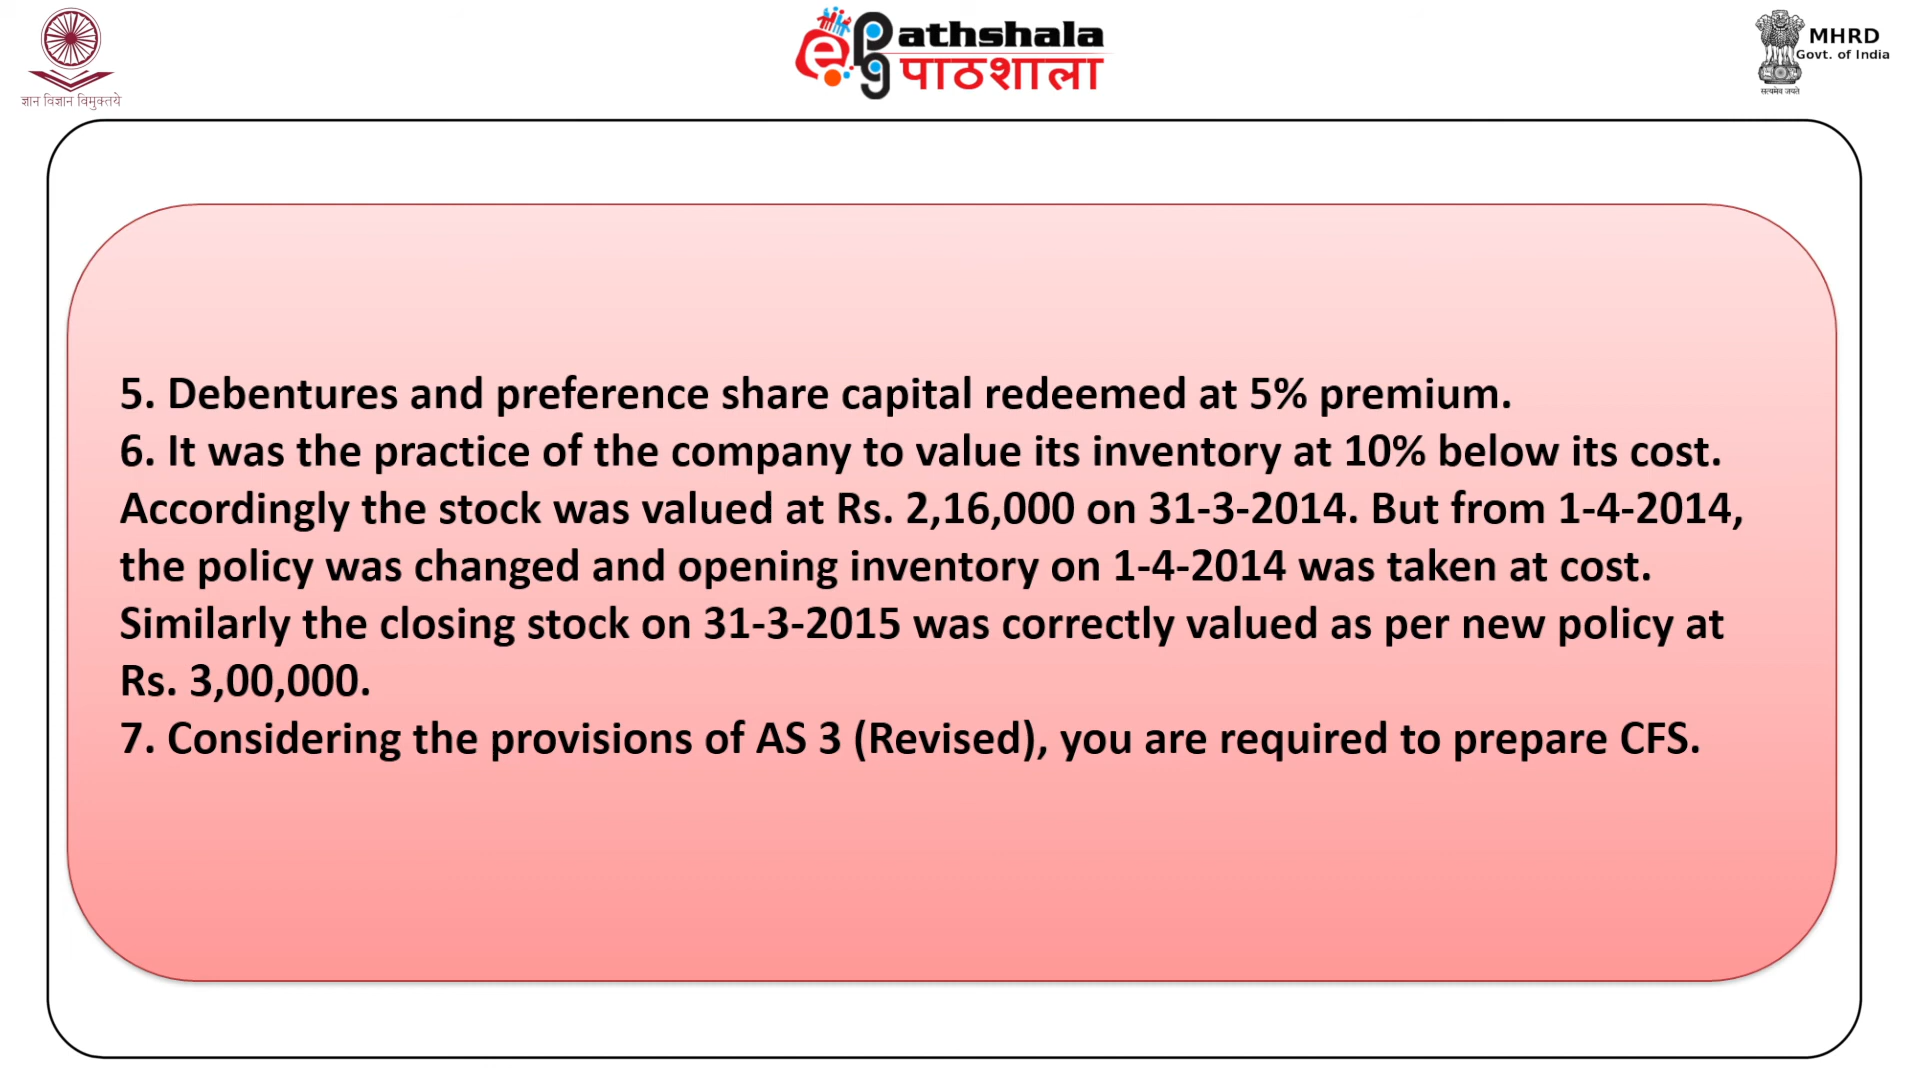 ज्ञान विज्ञान विमुक्तये
ePG Pathshala
पाठशाला
MHRD
Govt. of India
सत्यमेव जयते
5. Debentures and preference share capital redeemed at 5% premium.
6. It was the practice of the company to value its inventory at 10% below its cost.
Accordingly the stock was valued at Rs. 2,16,000 on 31-3-2014. But from 1-4-2014,
the policy was changed and opening inventory on 1-4-2014 was taken at cost.
Similarly the closing stock on 31-3-2015 was correctly valued as per new policy at
Rs. 3,00,000.
7. Considering the provisions of AS 3 (Revised), you are required to prepare CFS.